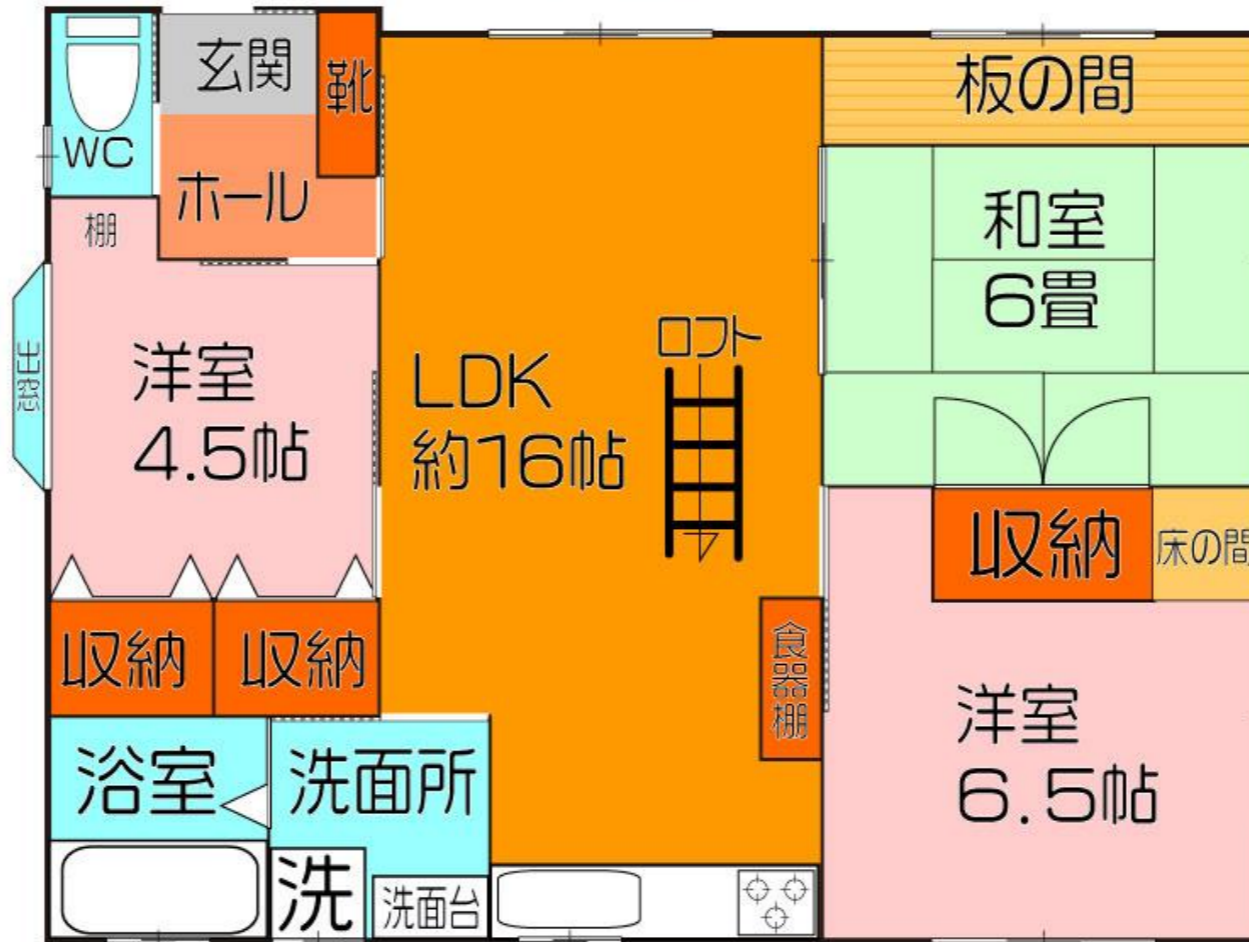 玄関
靴
板の間
WC
ホール
和室
6畳
棚
出窓
洋室
4.5帖
LDK
約16帖
ロフト
収納
床の間
収納
収納
食器棚
洋室
6.5帖
浴室
洗面所
洗
洗面台